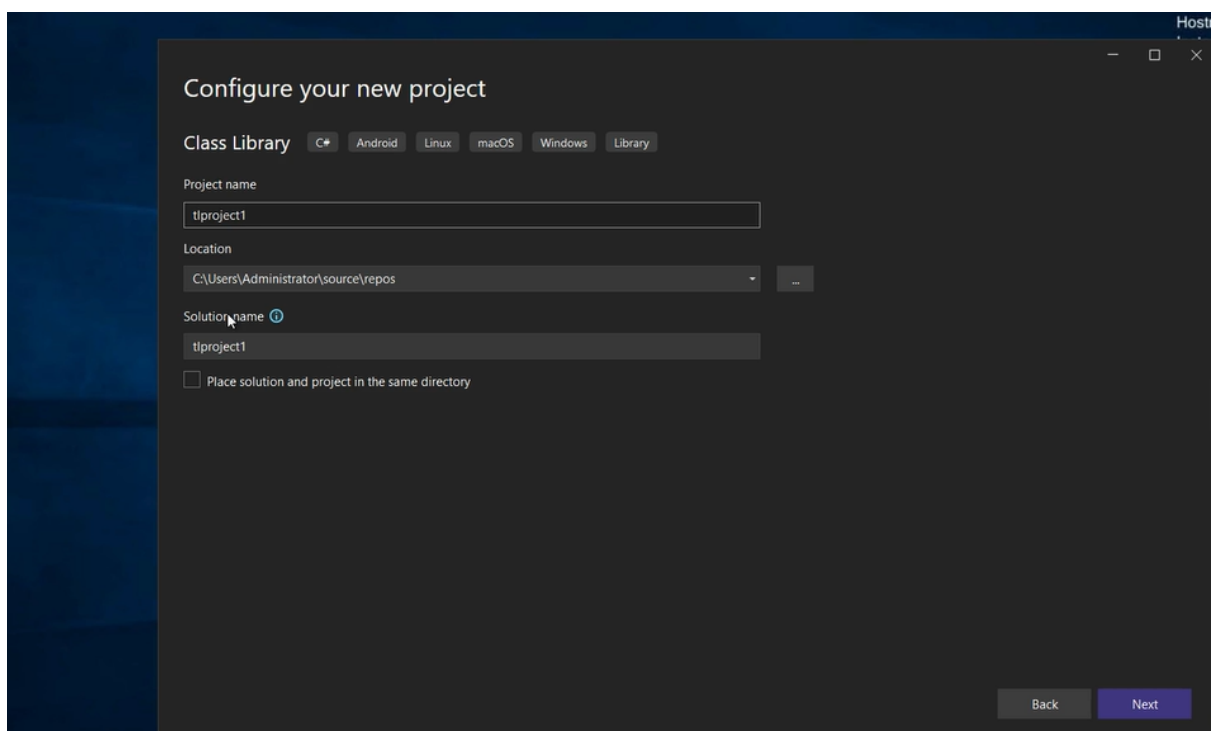 Host
Configure your new project
Class Library C# Android Linux macOS Windows Library
Project name
tlproject1
Location
C:\Users\Administrator\source\repos
...
Solution name
tlproject1
Place solution and project in the same directory
Back Next